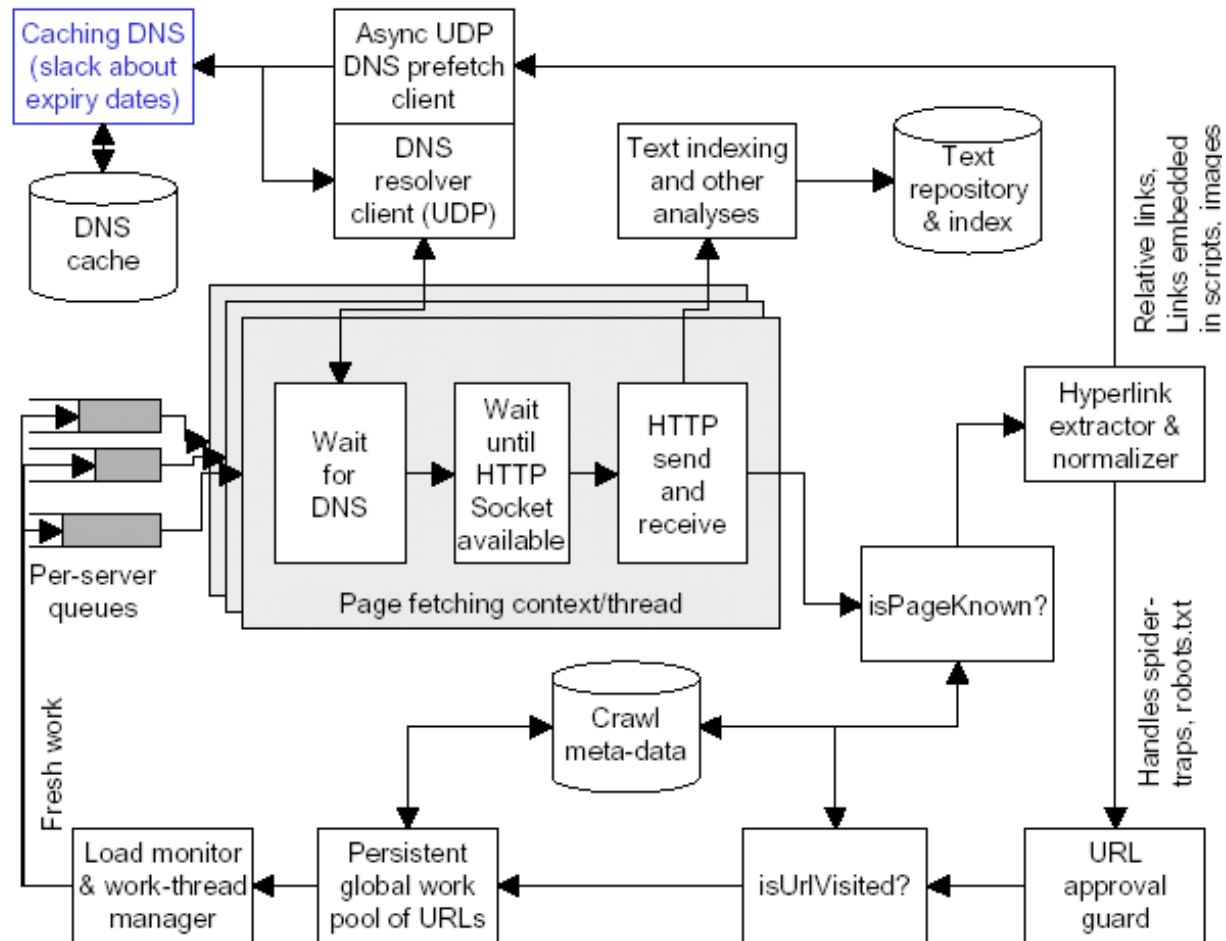 Caching DNS
(slack about
expiry dates)
Async UDP
DNS prefetch
client
DNS
resolver
client (UDP)
DNS
cache
Text indexing
and other
analyses
Text
repository
& index
Relative links,
Links embedded
in scripts, images
Hyperlink
extractor &
normalizer
Wait
for
DNS
Wait
until
HTTP
Socket
available
HTTP
send
and
receive
Page fetching context/thread
Per-server
queues
isPageKnown?
Handles spider-
traps, robots.txt
Crawl
meta-data
Fresh work
Load monitor
& work-thread
manager
Persistent
global work
pool of URLs
isUrlVisited?
URL
approval
guard